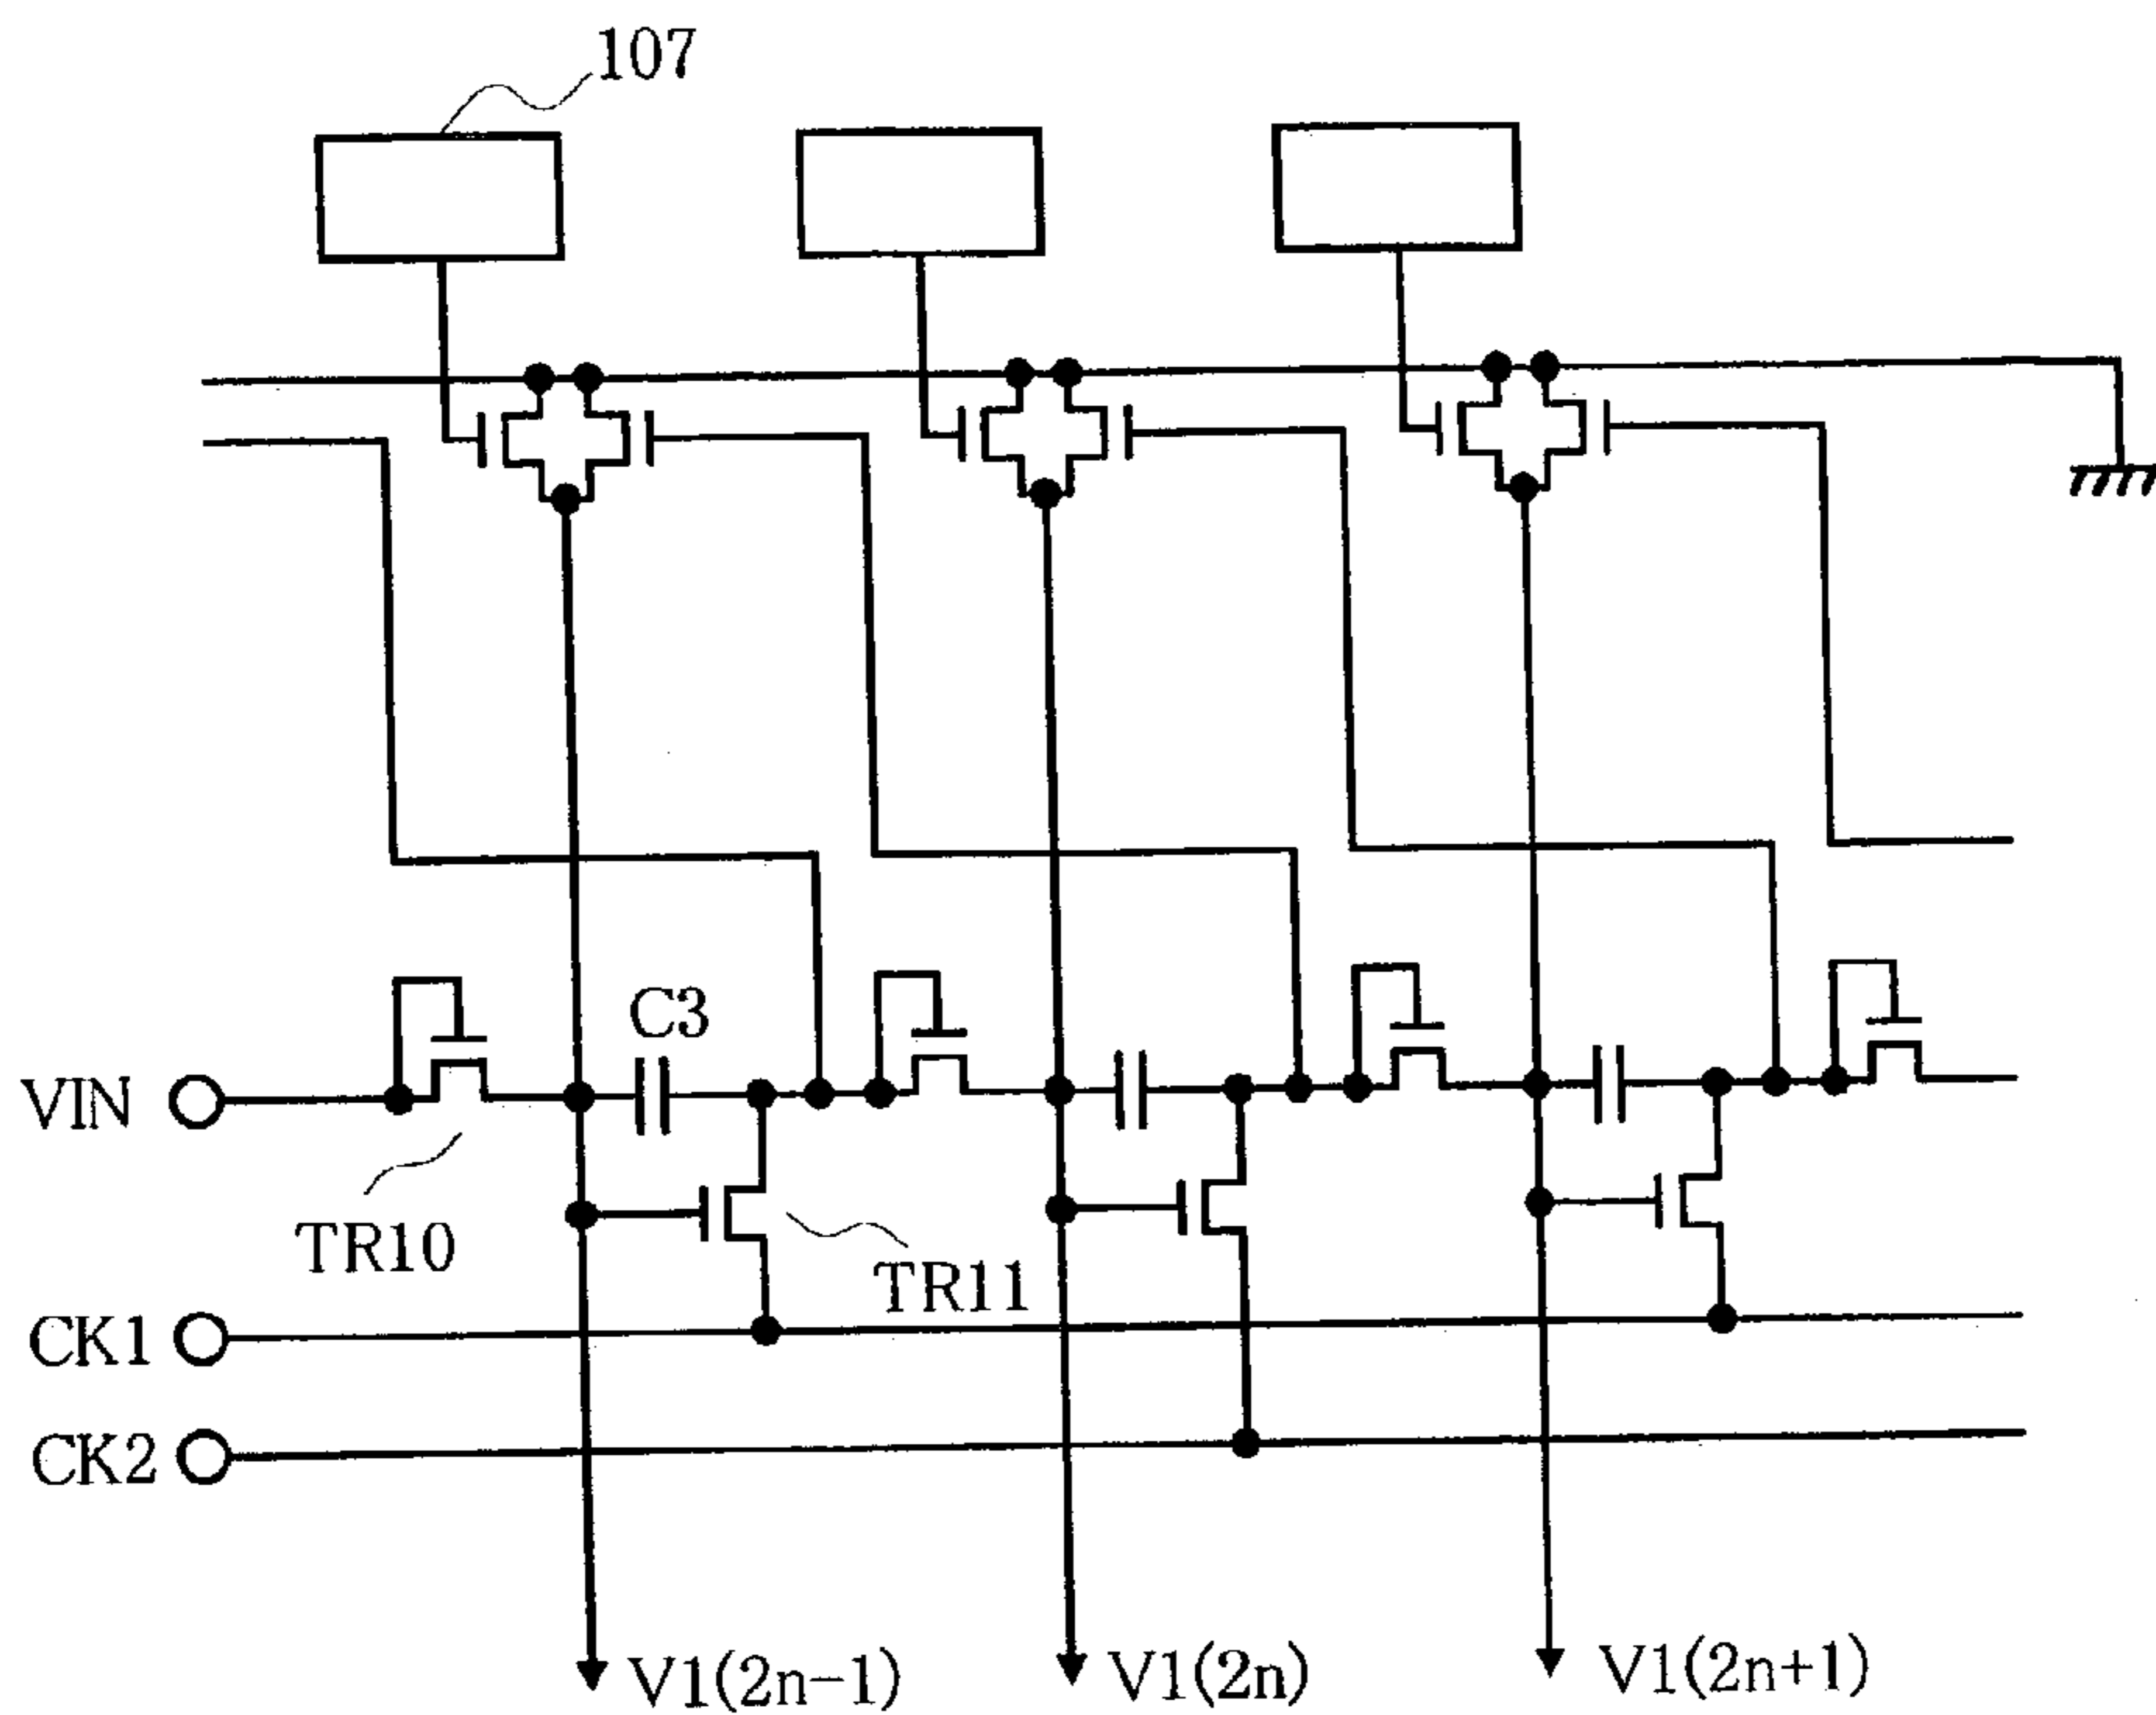 107
C3
VIN
TR10
TR11
CK1
CK2
V1(2n-1)
V1(2n)
V1(2n+1)